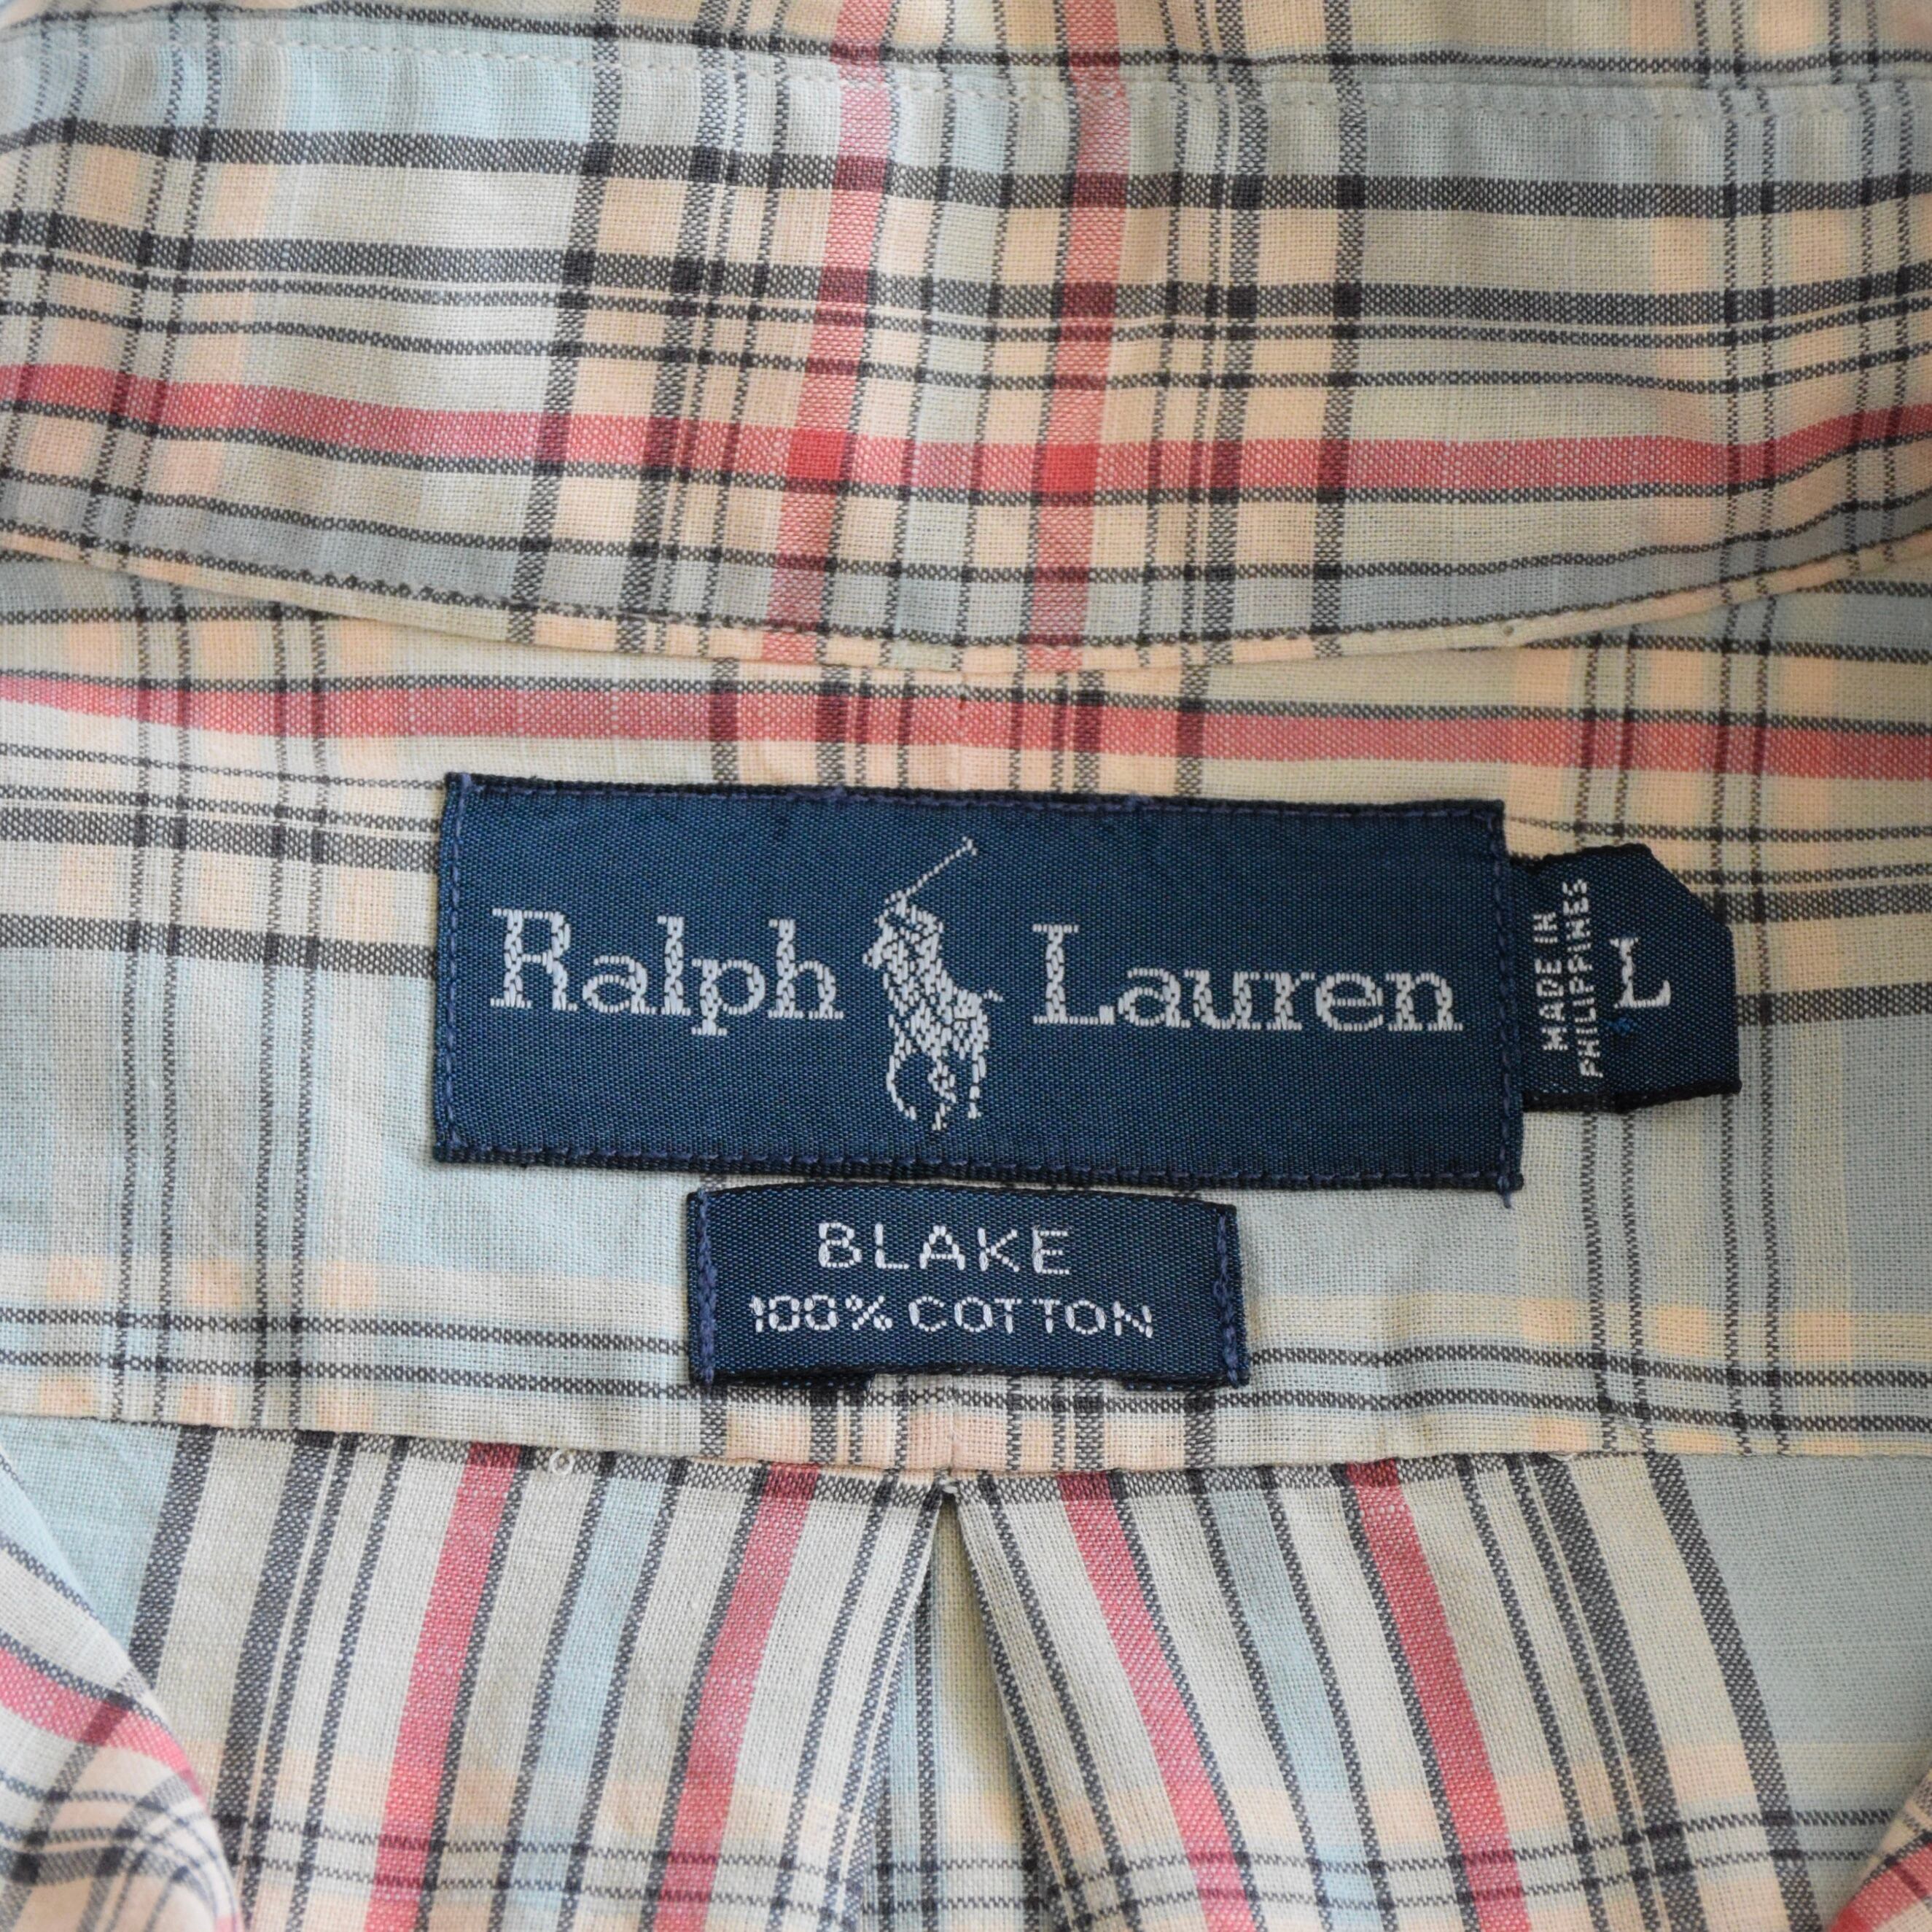 Ralph Lauren
MADE IN
PHILIPPINES
L
BLAKE
100% COTTON